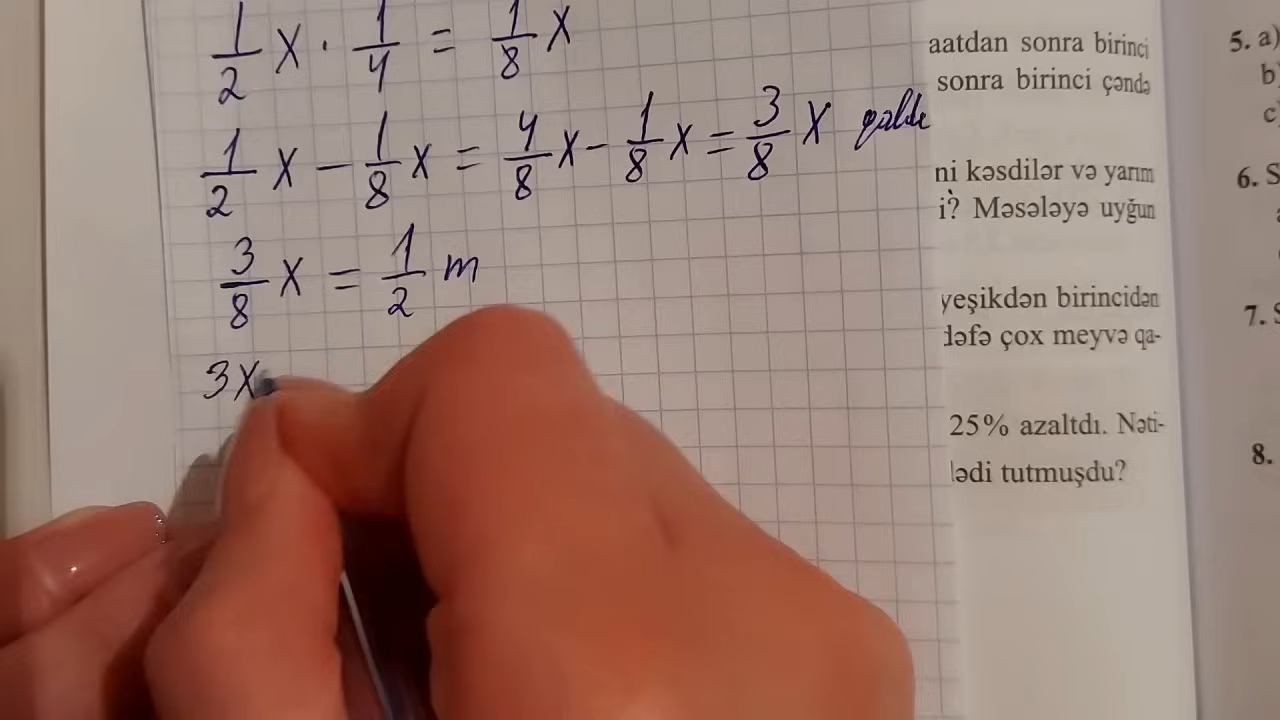 1/2 x · 1/4 = 1/8 x
1/2 x - 1/8 x = 4/8 x - 1/8 x = 3/8 x qaldı
3/8 x = 1/2 m
3x
aatdan sonra birinci
sonra birinci çəndə
ni kəsdilər və yarım
i? Məsələyə uyğun
yeşikdən birincidən
dəfə çox meyvə qa-
25% azaltdı. Nəti-
lədi tutmuşdu?
5. a)
b)
c
6. S
7. S
8.